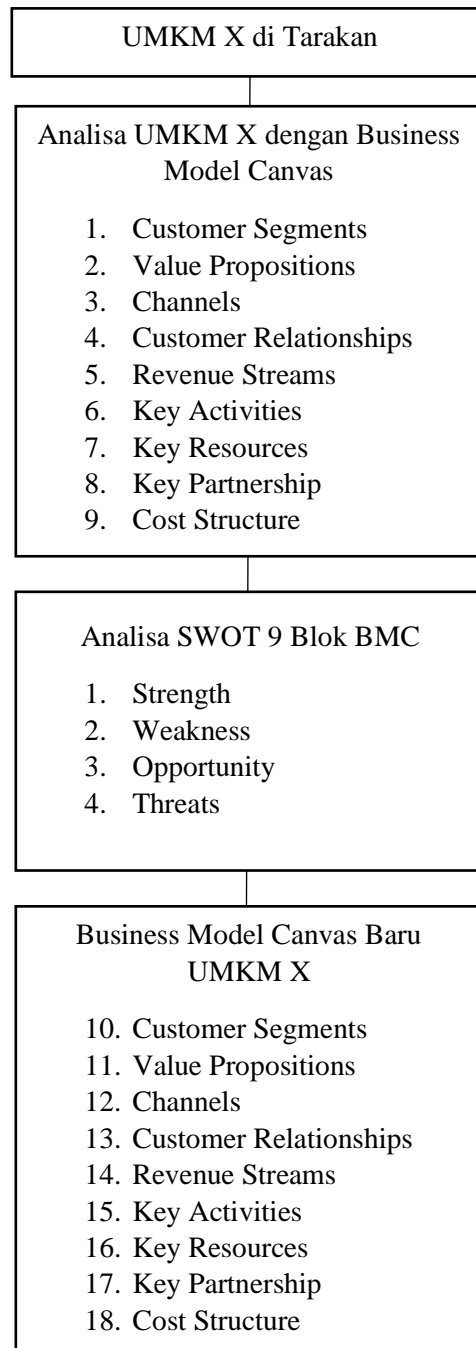 UMKM X di Tarakan
Analisa UMKM X dengan Business
Model Canvas
1. Customer Segments
2. Value Propositions
3. Channels
4. Customer Relationships
5. Revenue Streams
6. Key Activities
7. Key Resources
8. Key Partnership
9. Cost Structure
Analisa SWOT 9 Blok BMC
1. Strength
2. Weakness
3. Opportunity
4. Threats
Business Model Canvas Baru
UMKM X
10. Customer Segments
11. Value Propositions
12. Channels
13. Customer Relationships
14. Revenue Streams
15. Key Activities
16. Key Resources
17. Key Partnership
18. Cost Structure